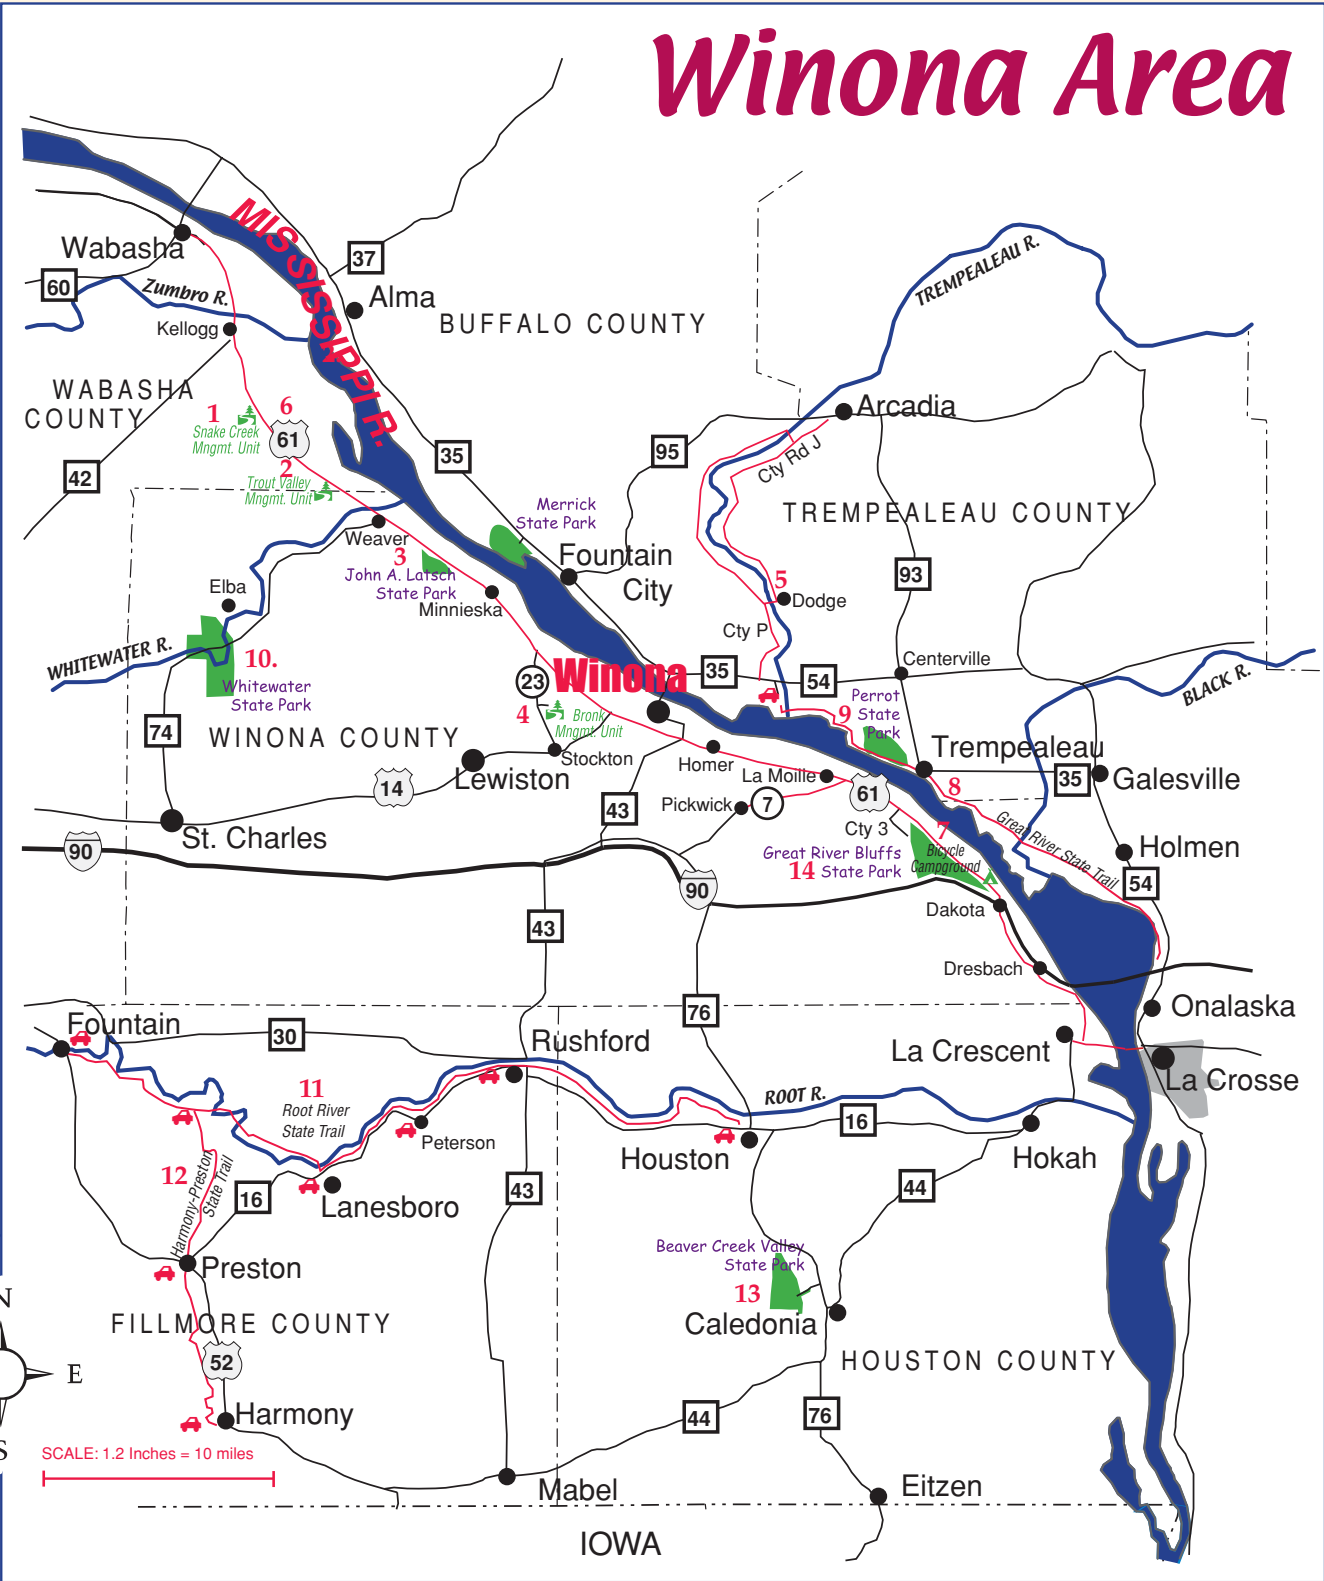 Winona Area
MISSISSIPPI R.
Wabasha
37
60
Zumbro R.
Alma
Kellogg
BUFFALO COUNTY
TREMPEALEAU R.
WABASHA
COUNTY
1
6
Snake Creek
Mngmt. Unit
61
2
Trout Valley
Mngmt. Unit
42
35
95
Arcadia
Cty Rd J
TREMPEALEAU COUNTY
Merrick
State Park
Weaver
3
John A. Latsch
State Park
Minnieska
Fountain
City
93
5
Dodge
Cty P
Elba
WHITEWATER R.
10.
Whitewater
State Park
Winona
23
35
54
Centerville
BLACK R.
4
Bronk
Mngmt. Unit
9
Perrot
State
Park
74
WINONA COUNTY
Stockton
Lewiston
Homer
La Moille
Trempealeau
35
Galesville
14
43
Pickwick
7
61
8
Cty 3
7
Great River State Trail
St. Charles
90
Great River Bluffs
State Park
14
Bicycle
Campground
Holmen
54
90
Dakota
43
Dresbach
76
Onalaska
Fountain
30
Rushford
La Crescent
La Crosse
11
Root River
State Trail
ROOT R.
16
Peterson
Houston
Hokah
12
Harmony-Preston
State Trail
16
Lanesboro
43
44
Beaver Creek Valley
State Park
13
Preston
Caledonia
FILLMORE COUNTY
HOUSTON COUNTY
N
E
S
52
Harmony
44
76
SCALE: 1.2 Inches = 10 miles
Mabel
Eitzen
IOWA